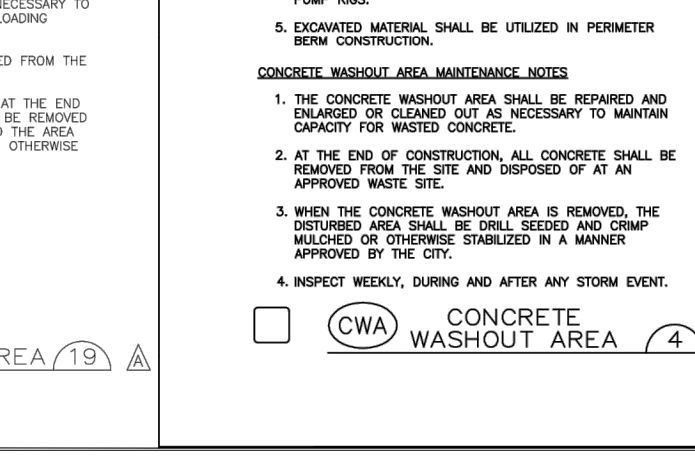 NECESSARY TO
LOADING
ED FROM THE
AT THE END
BE REMOVED
THE AREA
OTHERWISE
REA 19 A
PUMP RIGS.
5. EXCAVATED MATERIAL SHALL BE UTILIZED IN PERIMETER
BERM CONSTRUCTION.
CONCRETE WASHOUT AREA MAINTENANCE NOTES
1. THE CONCRETE WASHOUT AREA SHALL BE REPAIRED AND
ENLARGED OR CLEANED OUT AS NECESSARY TO MAINTAIN
CAPACITY FOR WASTED CONCRETE.
2. AT THE END OF CONSTRUCTION, ALL CONCRETE SHALL BE
REMOVED FROM THE SITE AND DISPOSED OF AT AN
APPROVED WASTE SITE.
3. WHEN THE CONCRETE WASHOUT AREA IS REMOVED, THE
DISTURBED AREA SHALL BE DRILL SEEDED AND CRIMP
MULCHED OR OTHERWISE STABILIZED IN A MANNER
APPROVED BY THE CITY.
4. INSPECT WEEKLY, DURING AND AFTER ANY STORM EVENT.
CWA CONCRETE
WASHOUT AREA 4